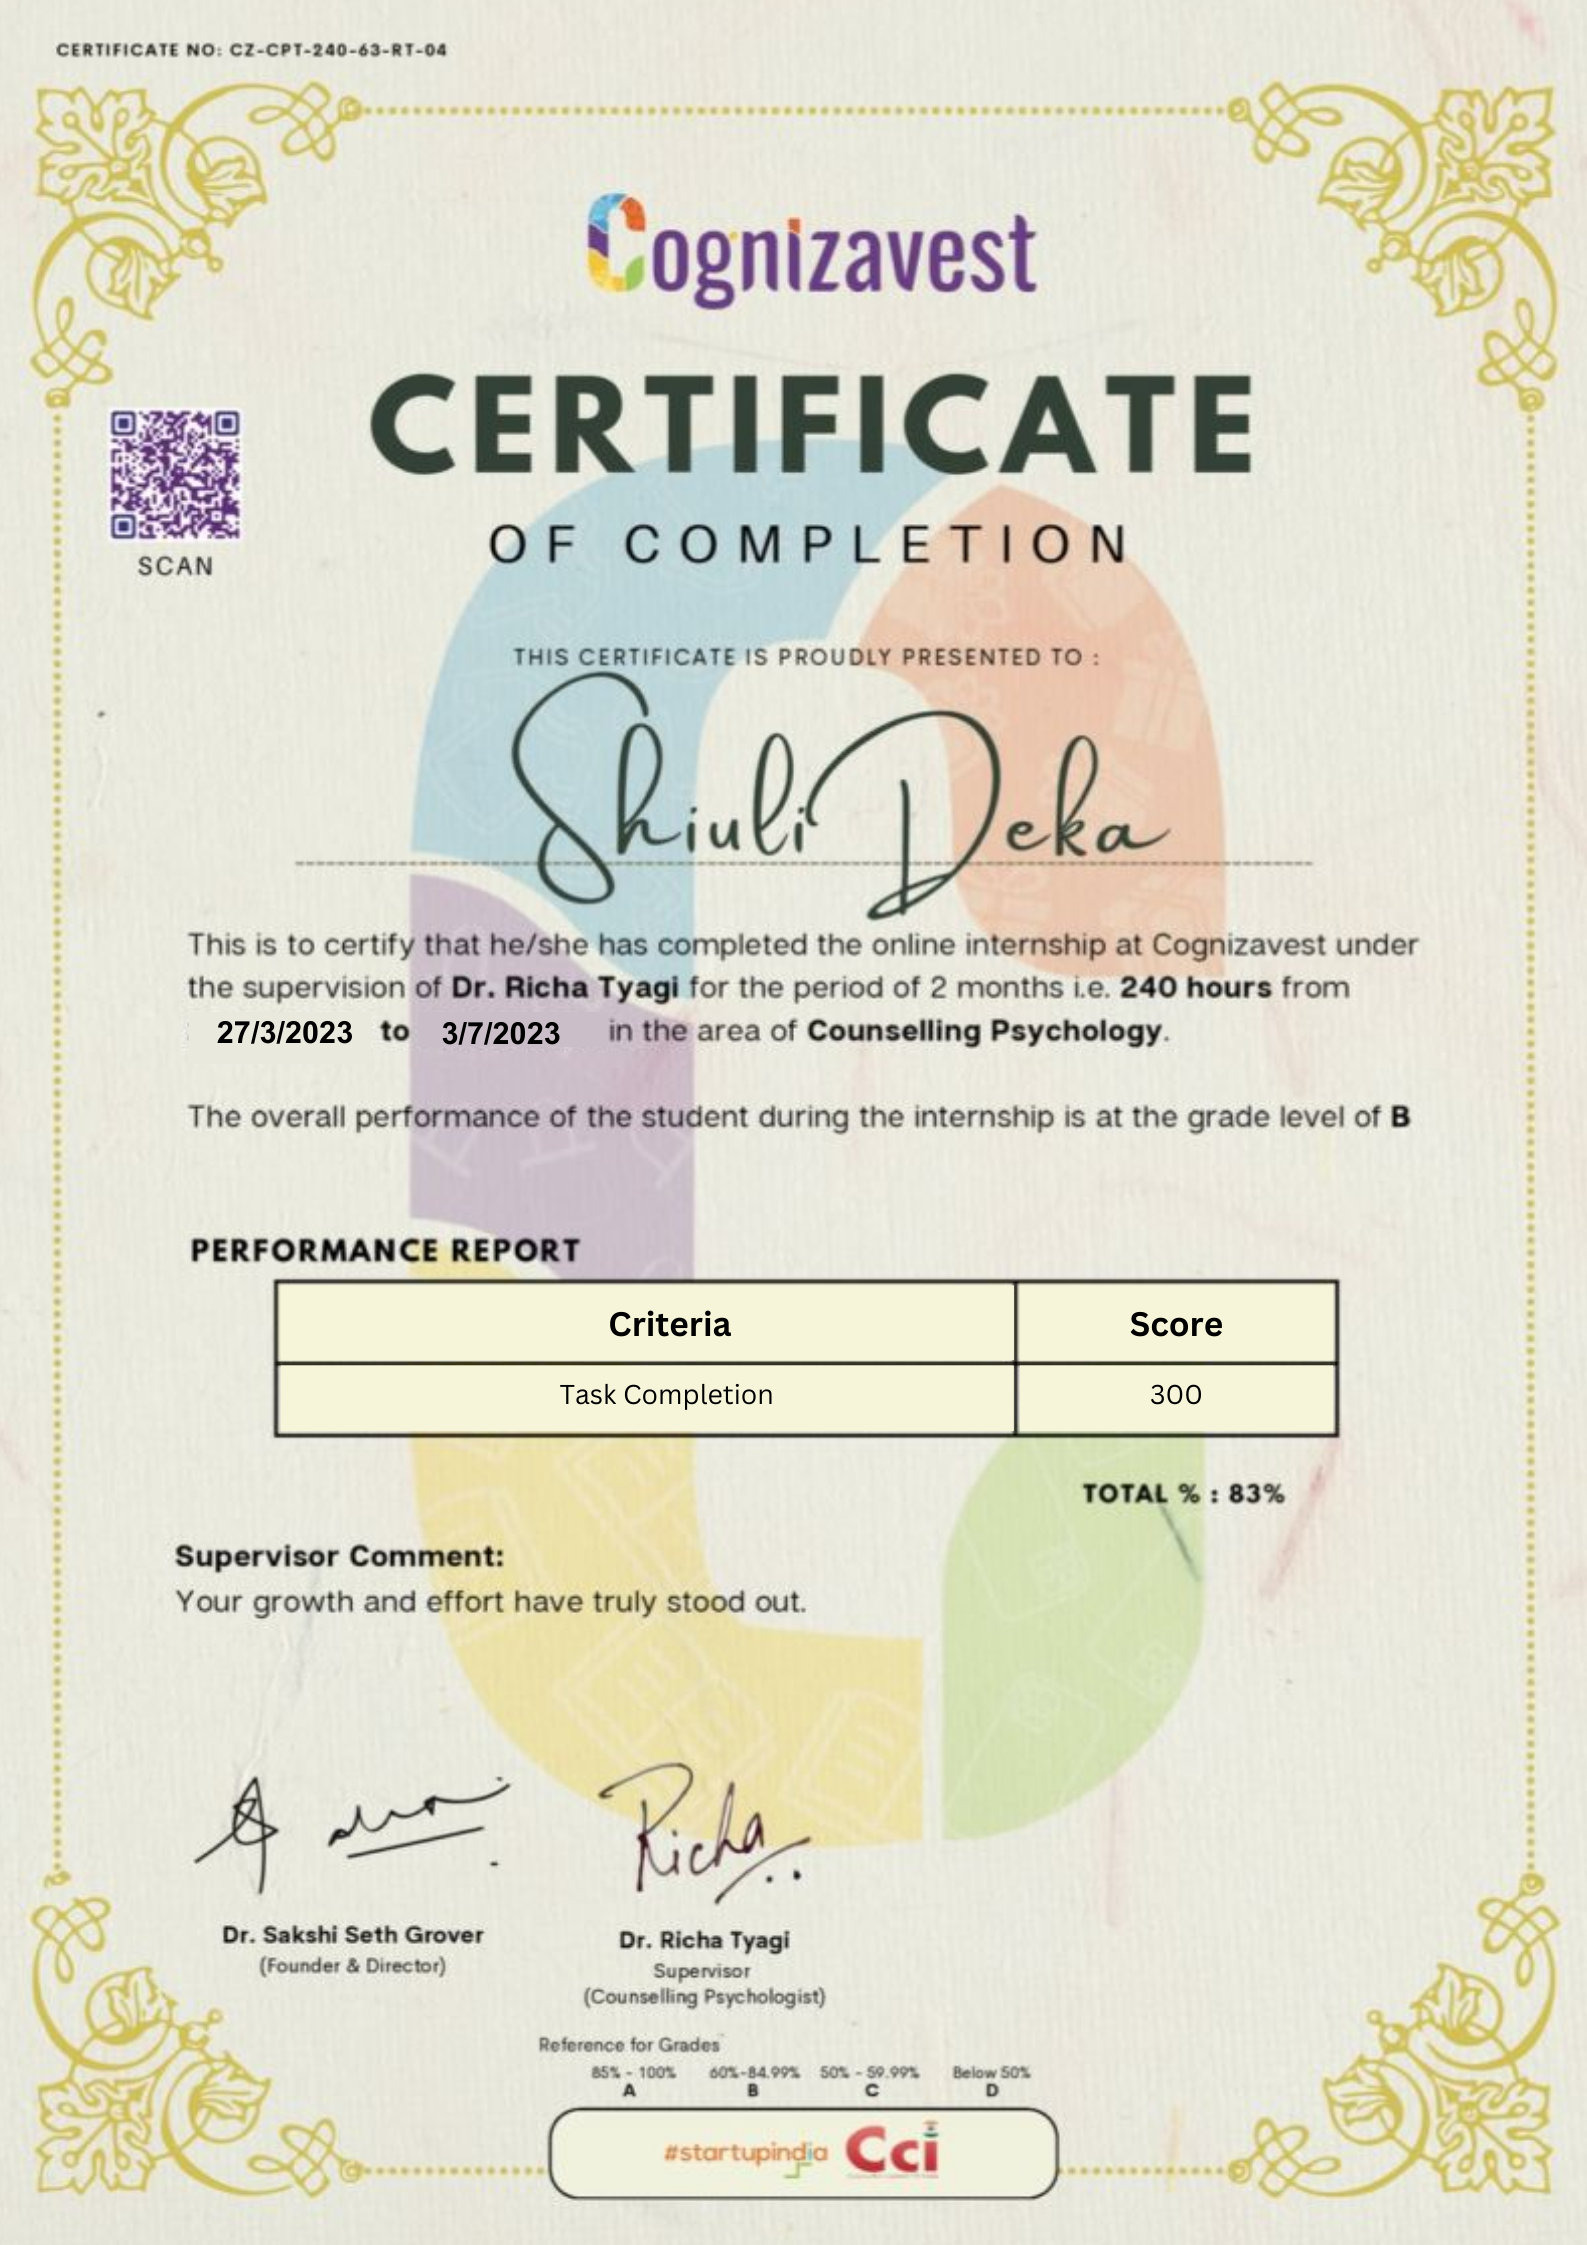 CERTIFICATE NO: CZ-CPT-240-63-RT-04
Cognizavest
CERTIFICATE
OF COMPLETION
SCAN
THIS CERTIFICATE IS PROUDLY PRESENTED TO :
Shiuli Deka
This is to certify that he/she has completed the online internship at Cognizavest under
the supervision of Dr. Richa Tyagi for the period of 2 months i.e. 240 hours from
27/3/2023 to 3/7/2023 in the area of Counselling Psychology.
The overall performance of the student during the internship is at the grade level of B
PERFORMANCE REPORT
Criteria Score
Task Completion 300
TOTAL % : 83%
Supervisor Comment:
Your growth and effort have truly stood out.
Richa
Dr. Sakshi Seth Grover
(Founder & Director)
Dr. Richa Tyagi
Supervisor
(Counselling Psychologist)
Reference for Grades
85% - 100% 60%-84.99% 50% - 59.99% Below 50%
A B C D
#startupindia Cci